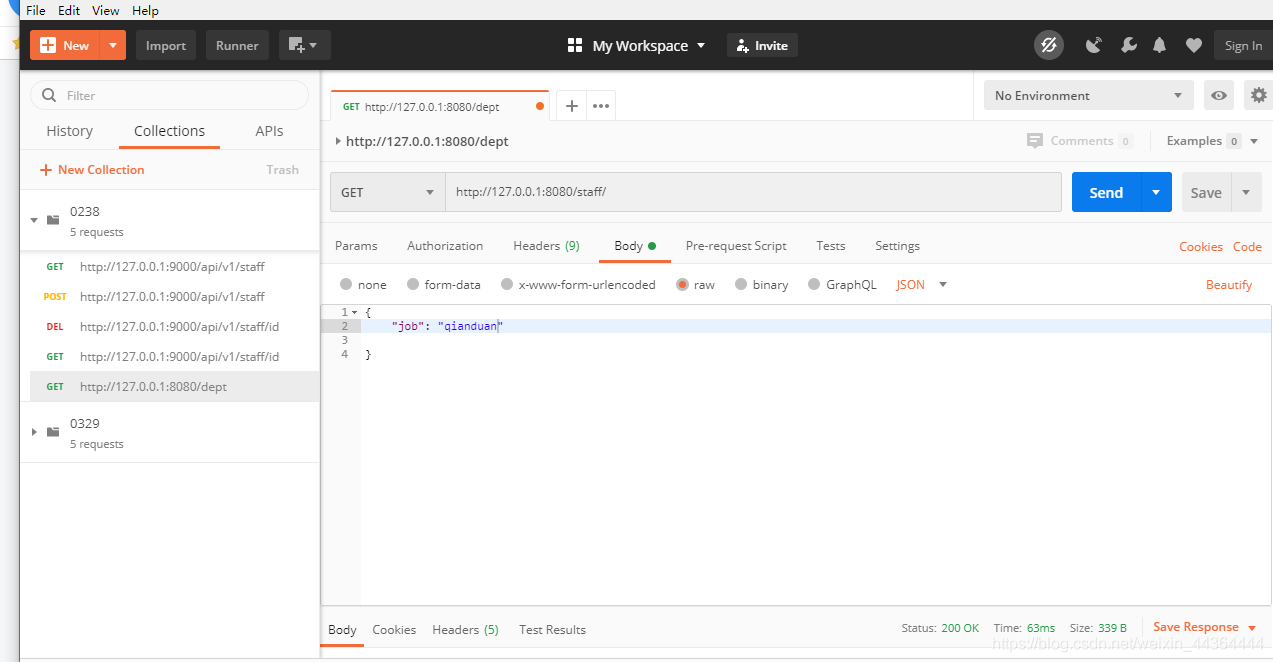 File Edit View Help
New Import Runner My Workspace Invite Sign In
Filter
History Collections APIs
New Collection Trash
0238
5 requests
GET http://127.0.0.1:9000/api/v1/staff
POST http://127.0.0.1:9000/api/v1/staff
DEL http://127.0.0.1:9000/api/v1/staff/id
GET http://127.0.0.1:9000/api/v1/staff/id
GET http://127.0.0.1:8080/dept
0329
5 requests
GET http://127.0.0.1:8080/dept
No Environment
http://127.0.0.1:8080/dept
Comments 0 Examples 0
GET http://127.0.0.1:8080/staff/ Send Save
Params Authorization Headers (9) Body Pre-request Script Tests Settings Cookies Code
none form-data x-www-form-urlencoded raw binary GraphQL JSON Beautify
1 {
2 "job": "qianduan"
3
4 }
Body Cookies Headers (5) Test Results Status: 200 OK Time: 63ms Size: 339 B Save Response
https://blog.csdn.net/weixin_44364444